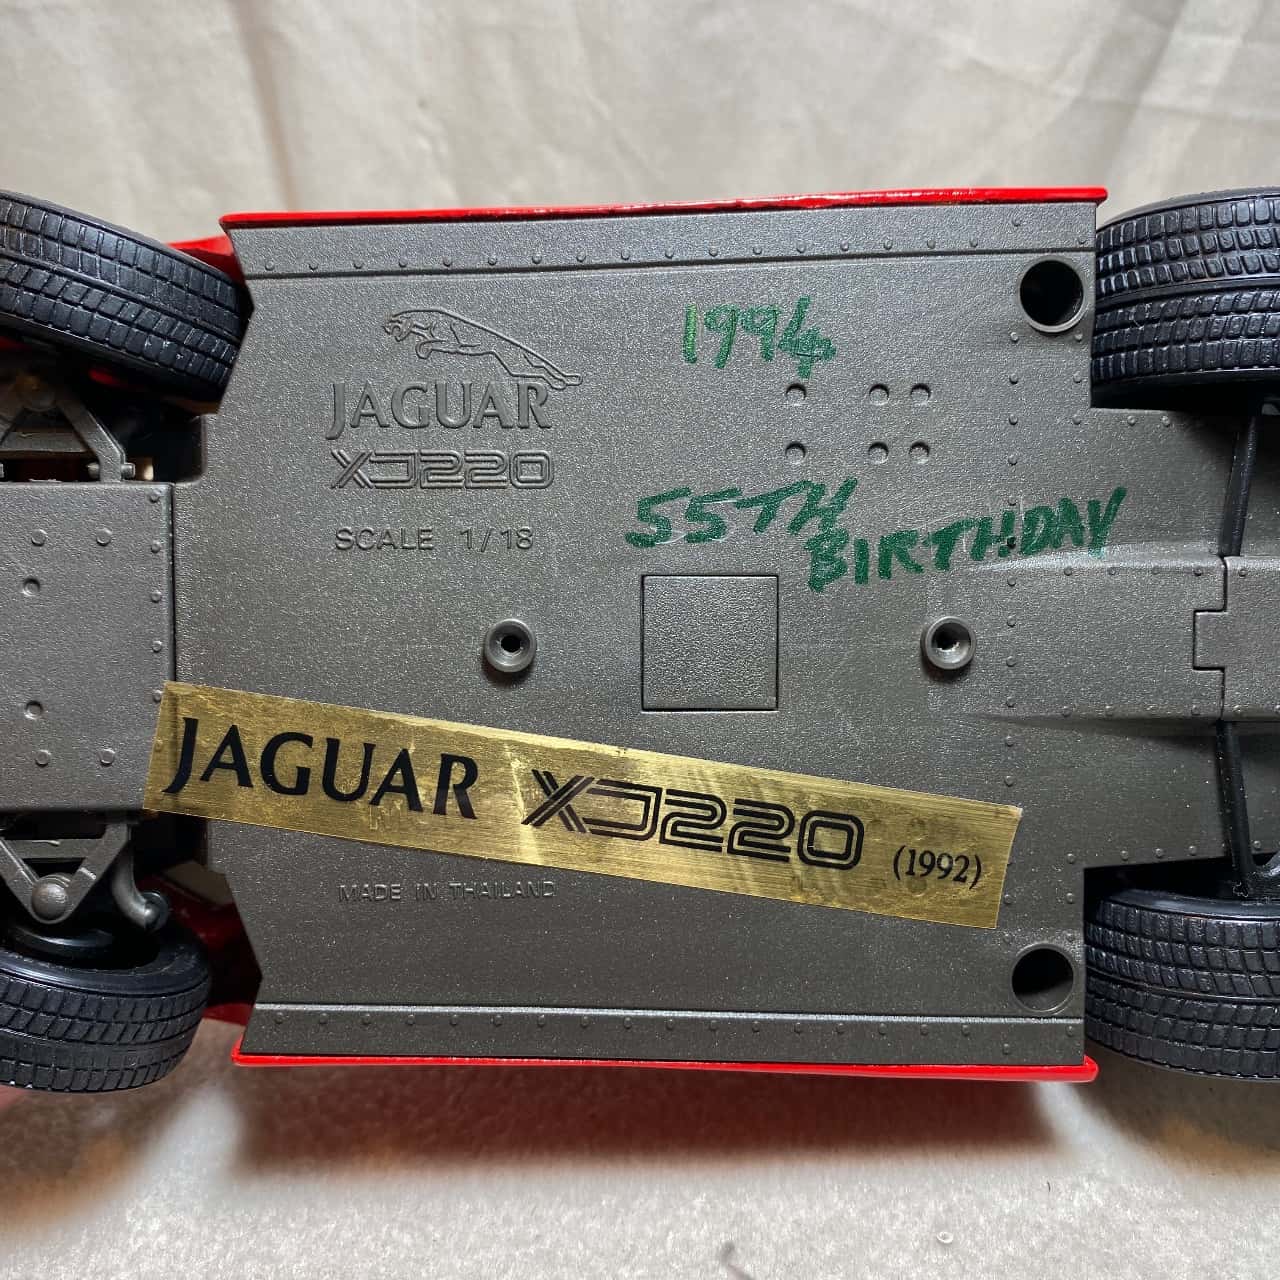 1994
JAGUAR
XJ220
55TH
BIRTHDAY
SCALE 1/18
JAGUAR XJ220 (1992)
MADE IN THAILAND